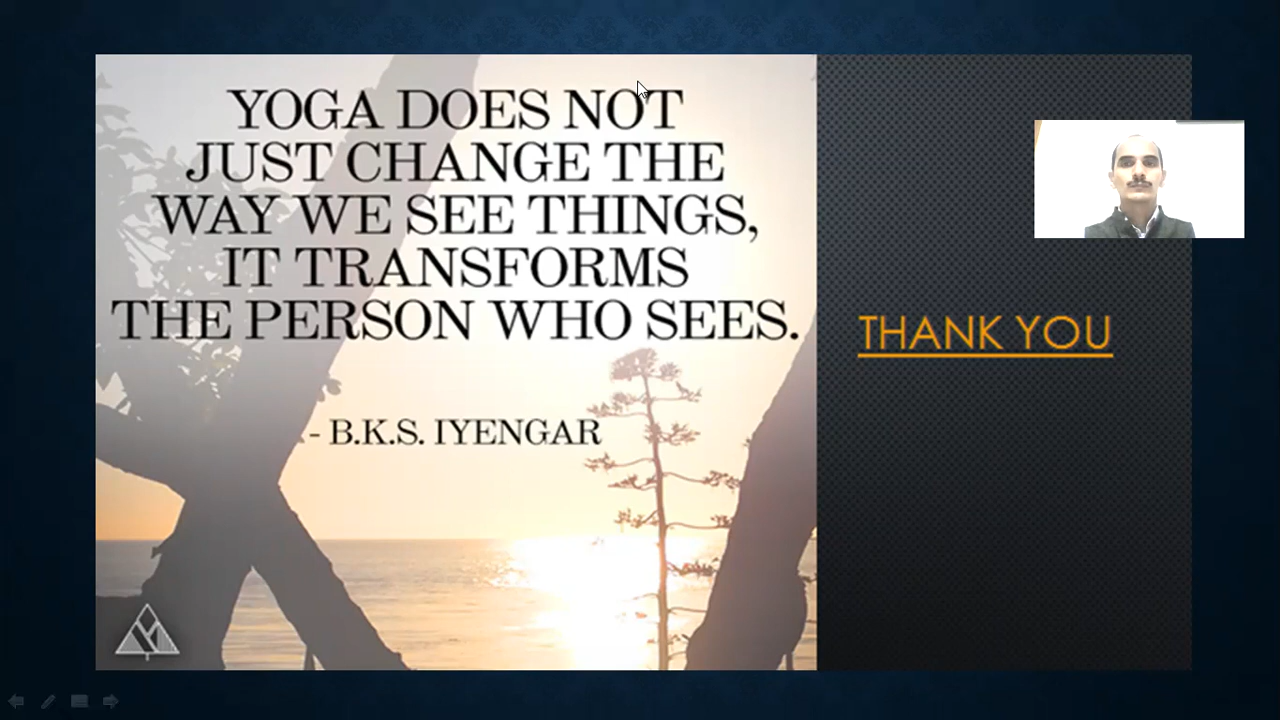 YOGA DOES NOT
JUST CHANGE THE
WAY WE SEE THINGS,
IT TRANSFORMS
THE PERSON WHO SEES.
- B.K.S. IYENGAR
THANK YOU